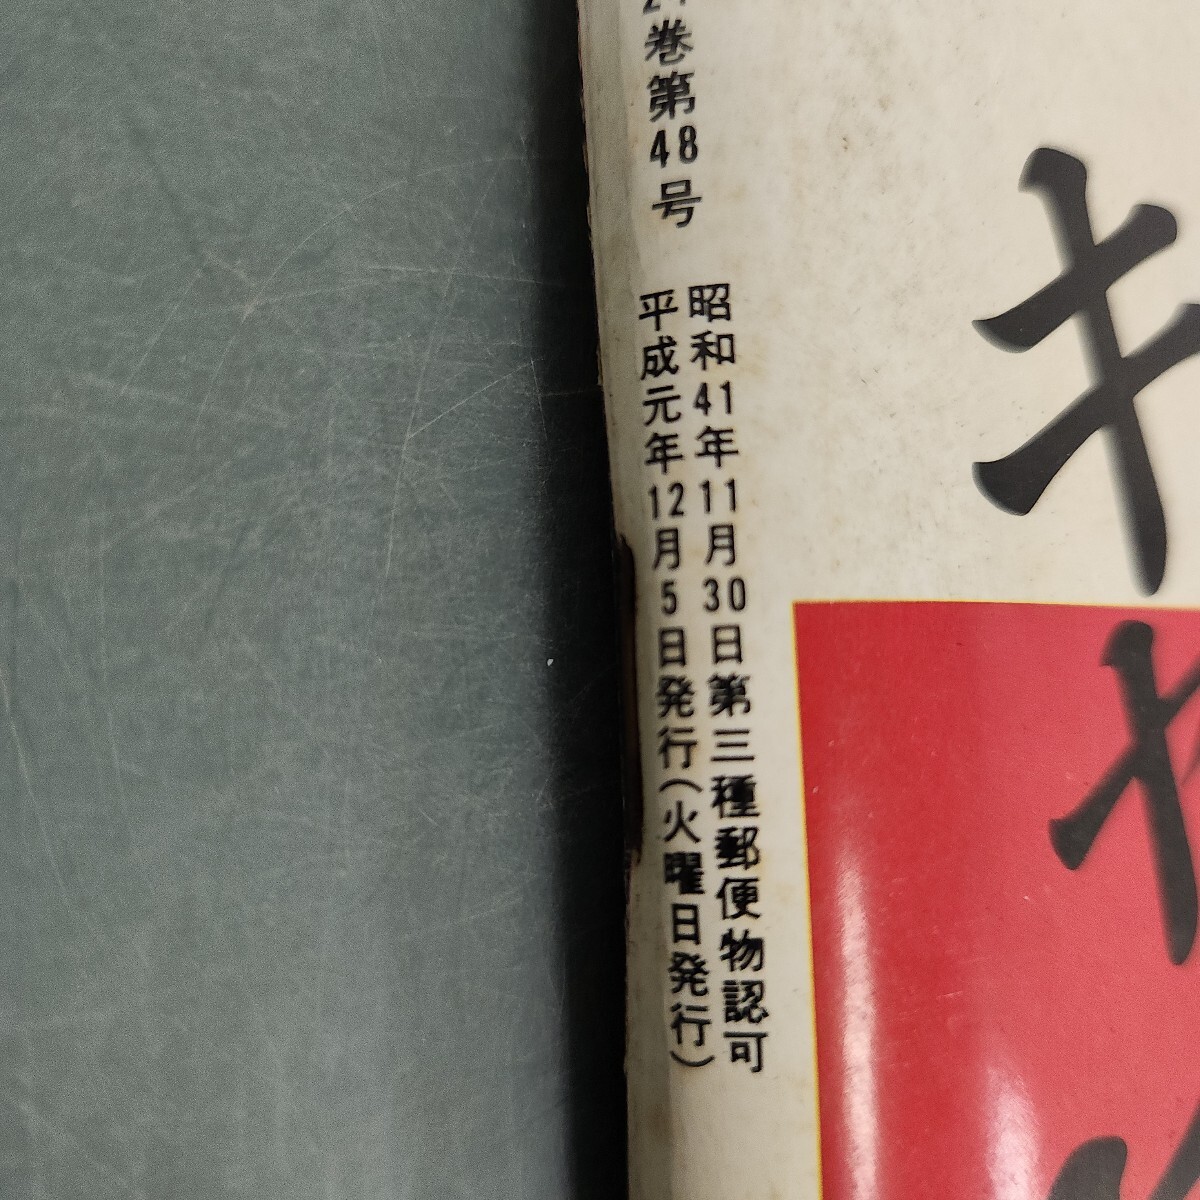 巻第48号
昭和41年11月30日第三種郵便物認可
平成元年12月5日発行(火曜日発行)
キ